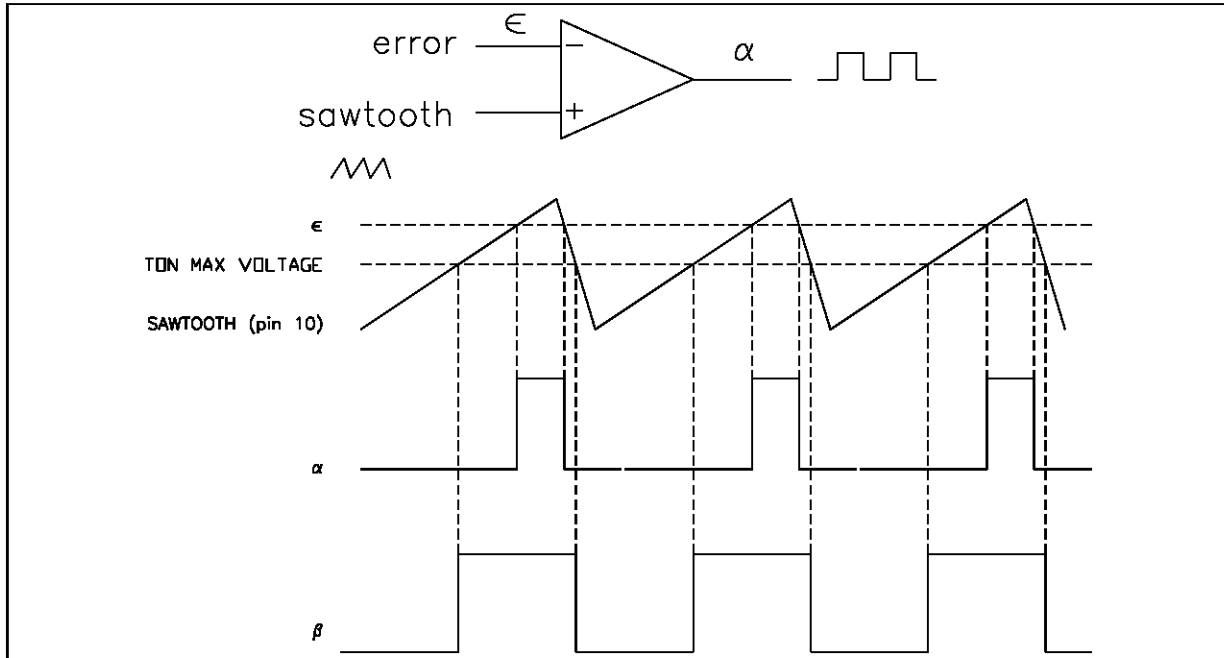 ϵ
error
−
α
sawtooth
+
ϵ
TON MAX VOLTAGE
SAWTOOTH (pin 10)
α
β